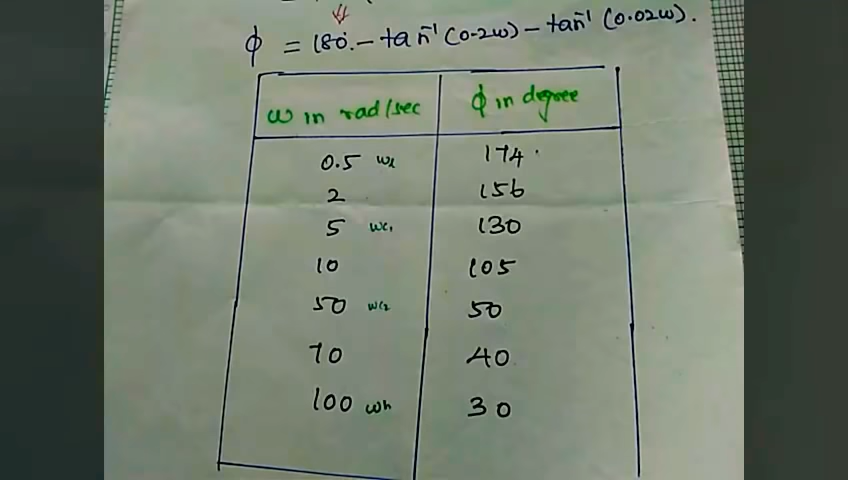 ϕ = 180° - tan⁻¹ (0.2ω) - tan⁻¹ (0.02ω).
ω in rad/sec ϕ in degree
0.5 ωl 174
2 156
5 ωc₁ 130
10 105
50 ωc₂ 50
70 40
100 ωh 30